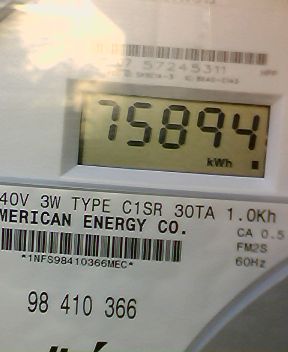 57245311
75894
kWh
40V 3W TYPE C1SR 30TA 1.0Kh
MERICAN ENERGY CO.
CA 0.5
FM2S
60Hz
*1NFS98410366MEC*
98 410 366